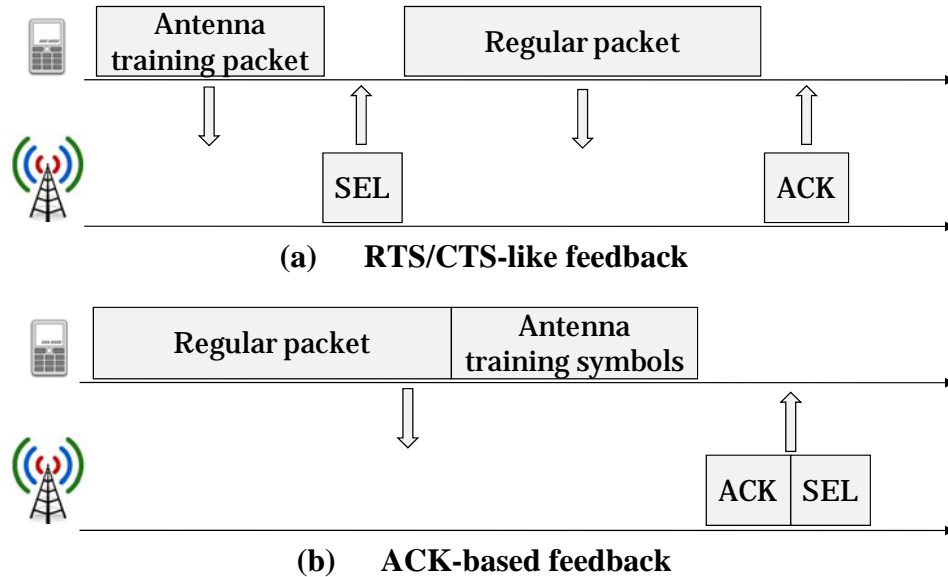 Antenna
training packet
Regular packet
SEL
ACK
(a) RTS/CTS-like feedback
Regular packet
Antenna
training symbols
ACK
SEL
(b) ACK-based feedback